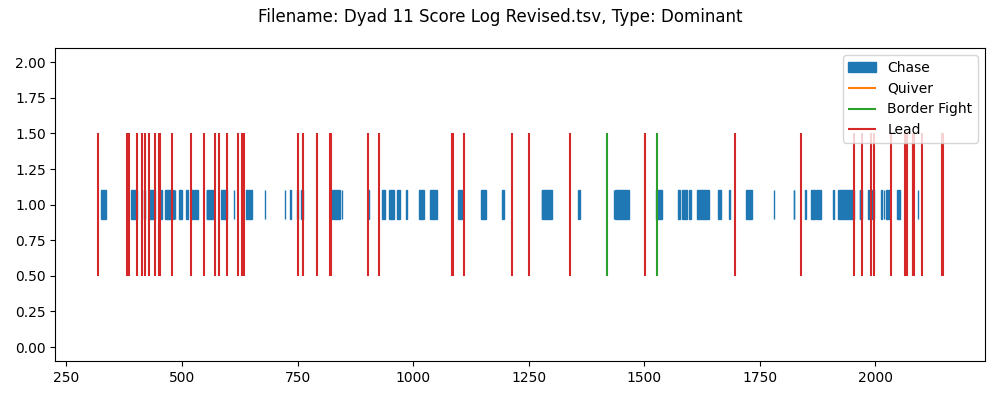 Filename: Dyad 11 Score Log Revised.tsv, Type: Dominant
2.00
1.75
1.50
1.25
1.00
0.75
0.50
0.25
0.00
Chase
Quiver
Border Fight
Lead
250 500 750 1000 1250 1500 1750 2000